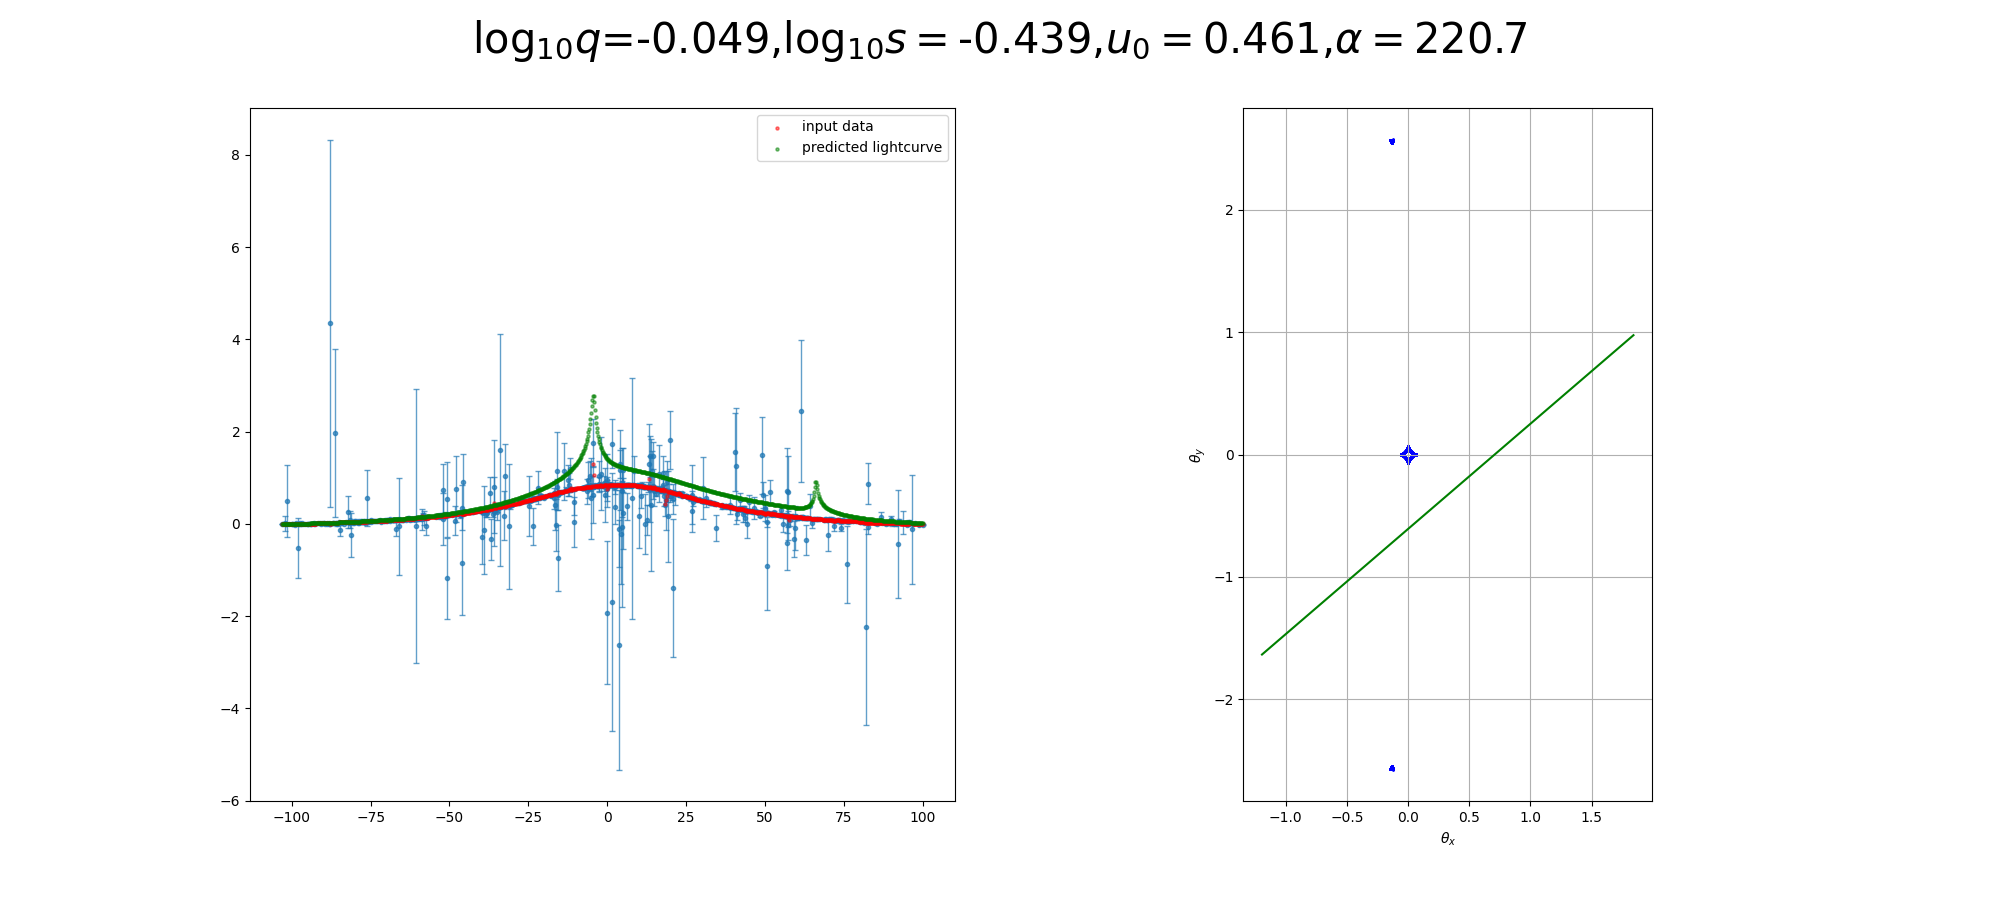 log₁₀q=-0.049,log₁₀s = -0.439,u₀ = 0.461,α = 220.7
input data
predicted lightcurve
8
6
4
2
0
−2
−4
−6
−100 −75 −50 −25 0 25 50 75 100
θy
2
1
0
−1
−2
−1.0 −0.5 0.0 0.5 1.0 1.5
θx